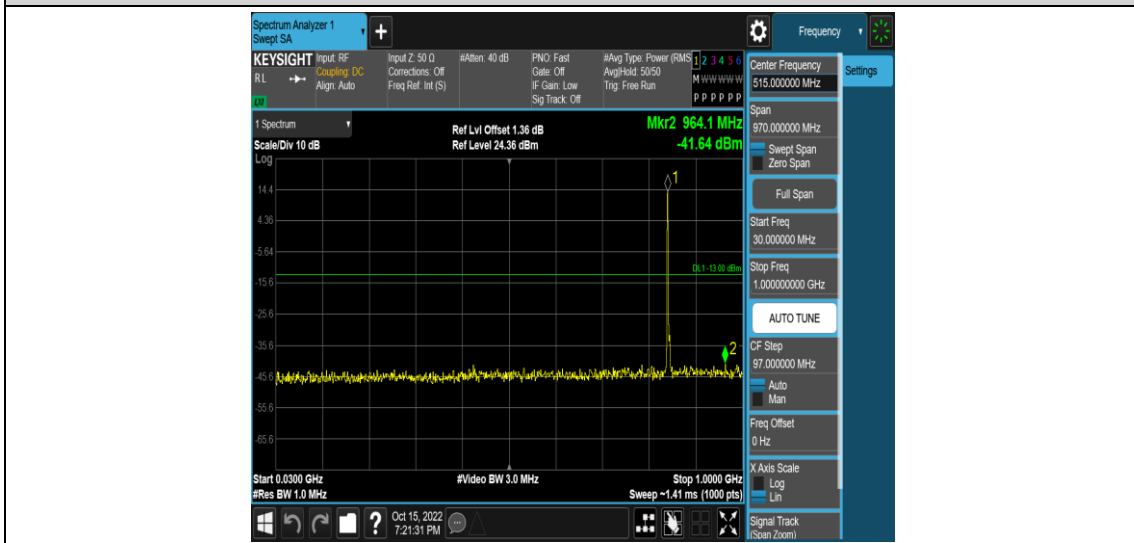 Spectrum Analyzer 1
Swept SA
+
Frequency
KEYSIGHT
RL
LXI
Input: RF
Coupling: DC
Align: Auto
Input Z: 50 Ω
Corrections: Off
Freq Ref: Int (S)
#Atten: 40 dB
PNO: Fast
Gate: Off
IF Gain: Low
Sig Track: Off
#Avg Type: Power (RMS
Avg|Hold: 50/50
Trig: Free Run
1 2 3 4 5 6
M W W W W W
P P P P P P
1 Spectrum
Scale/Div 10 dB
Log
Ref Lvl Offset 1.36 dB
Ref Level 24.36 dBm
Mkr2 964.1 MHz
-41.64 dBm
1
14.4
4.36
-5.64
DL1 -13.00 dBm
-15.6
-25.6
-35.6
2
-45.6
-55.6
-65.6
Start 0.0300 GHz
#Res BW 1.0 MHz
#Video BW 3.0 MHz
Stop 1.0000 GHz
Sweep ~1.41 ms (1000 pts)
?
Oct 15, 2022
7:21:31 PM
Center Frequency
515.000000 MHz
Settings
Span
970.000000 MHz
Swept Span
Zero Span
Full Span
Start Freq
30.000000 MHz
Stop Freq
1.000000000 GHz
AUTO TUNE
CF Step
97.000000 MHz
Auto
Man
Freq Offset
0 Hz
X Axis Scale
Log
Lin
Signal Track
(Span Zoom)